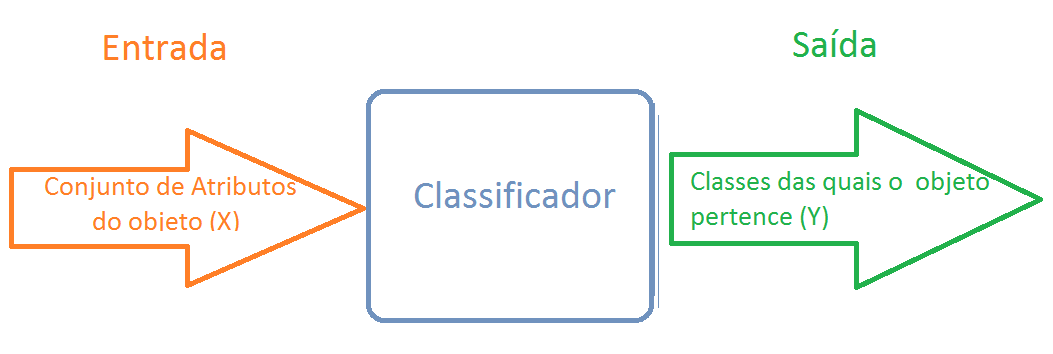 Entrada
Saída
Conjunto de Atributos
do objeto (X)
Classificador
Classes das quais o objeto
pertence (Y)